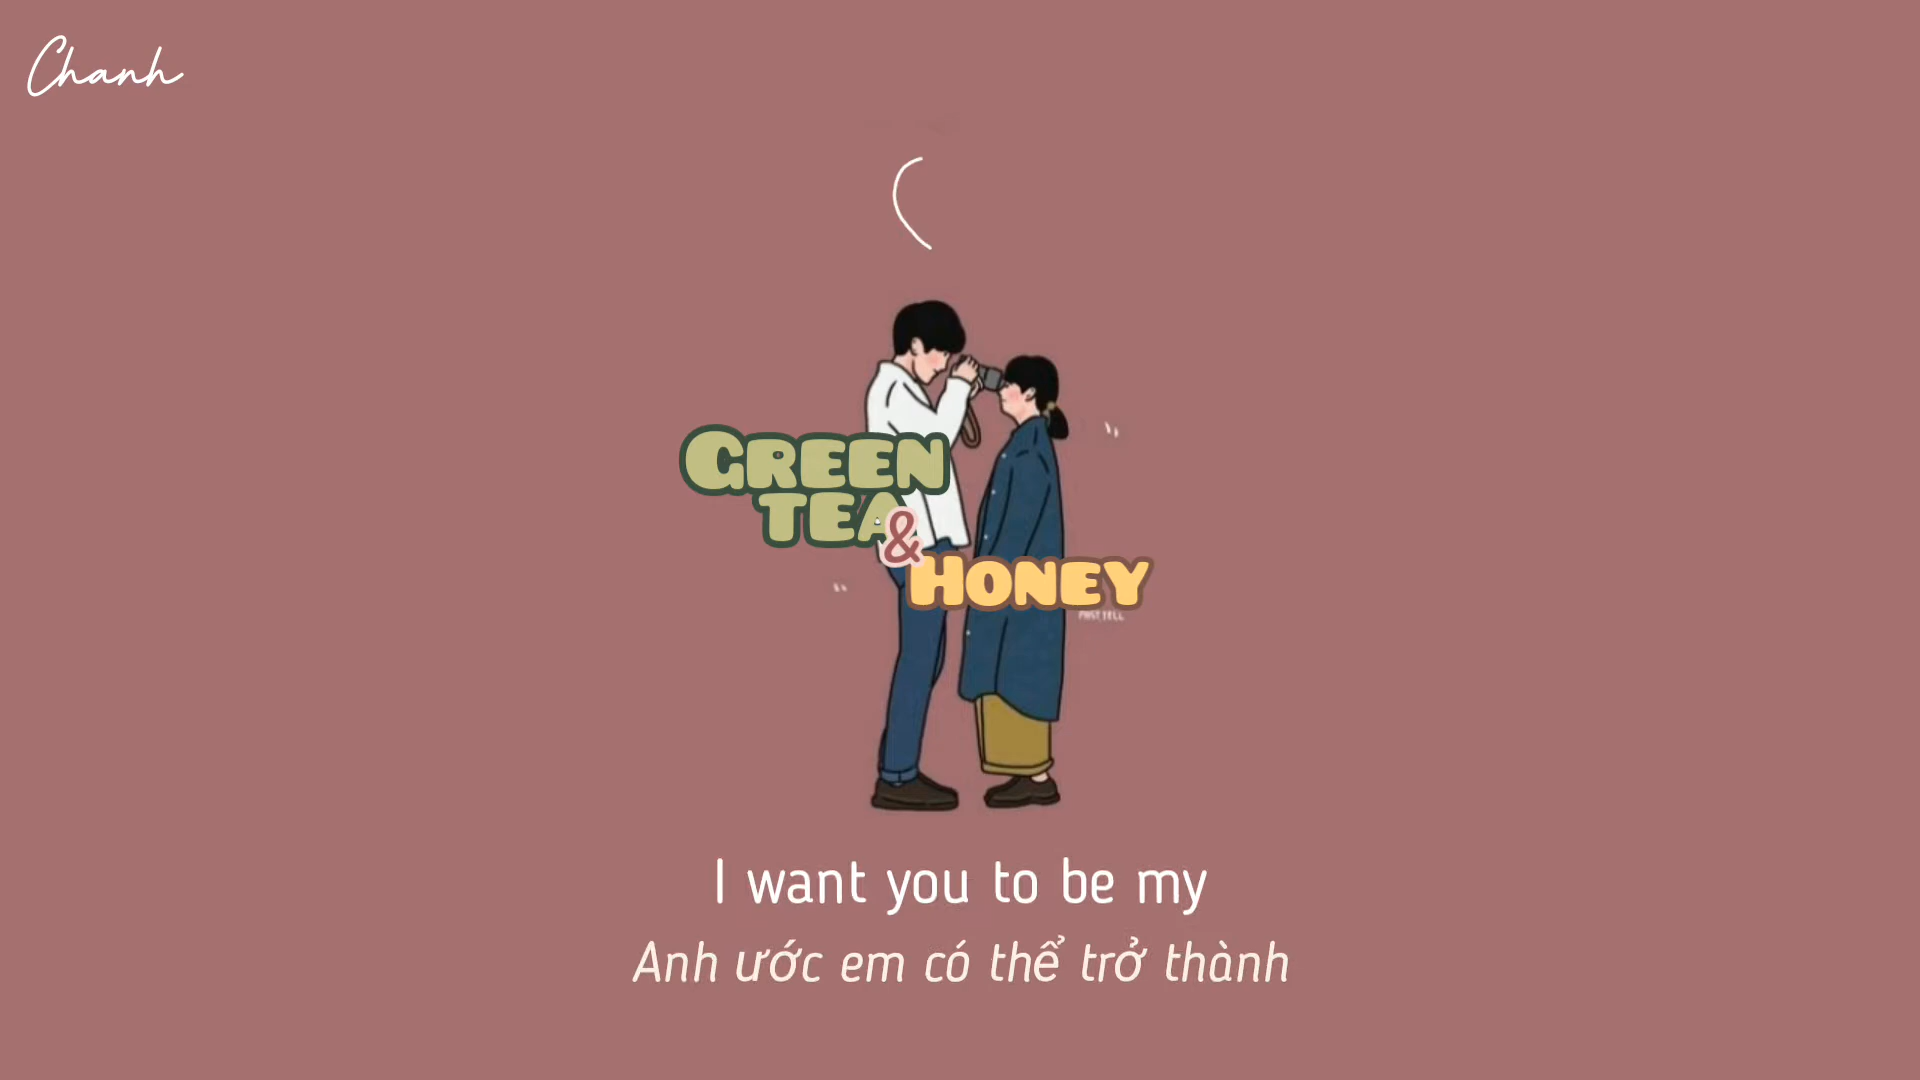 Chanh
GREEN
TEA
&
HONEY
I want you to be my
Anh ước em có thể trở thành